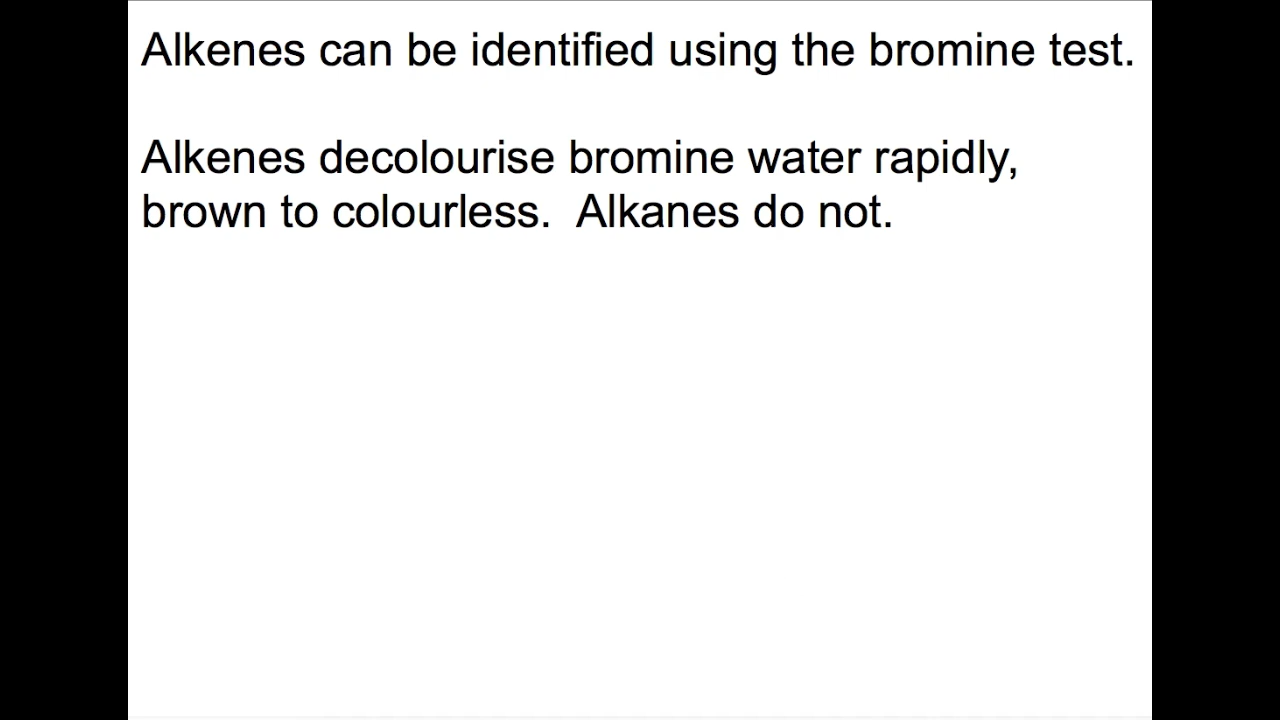 Alkenes can be identified using the bromine test.
Alkenes decolourise bromine water rapidly,
brown to colourless.  Alkanes do not.